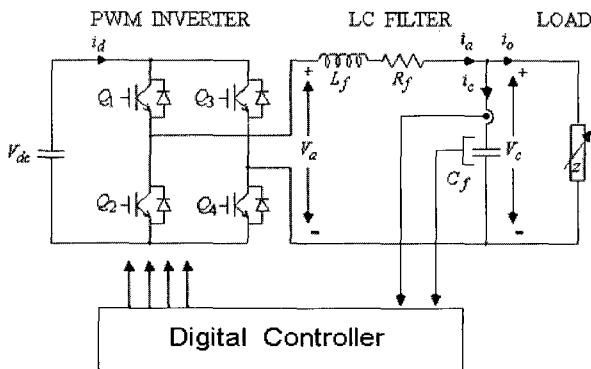 PWM INVERTER
LC FILTER
LOAD
i_d
i_a
i_o
Q1
Q3
+
L_f
R_f
i_c
+
V_dc
V_a
V_c
C_f
z
Q2
Q4
-
-
Digital Controller